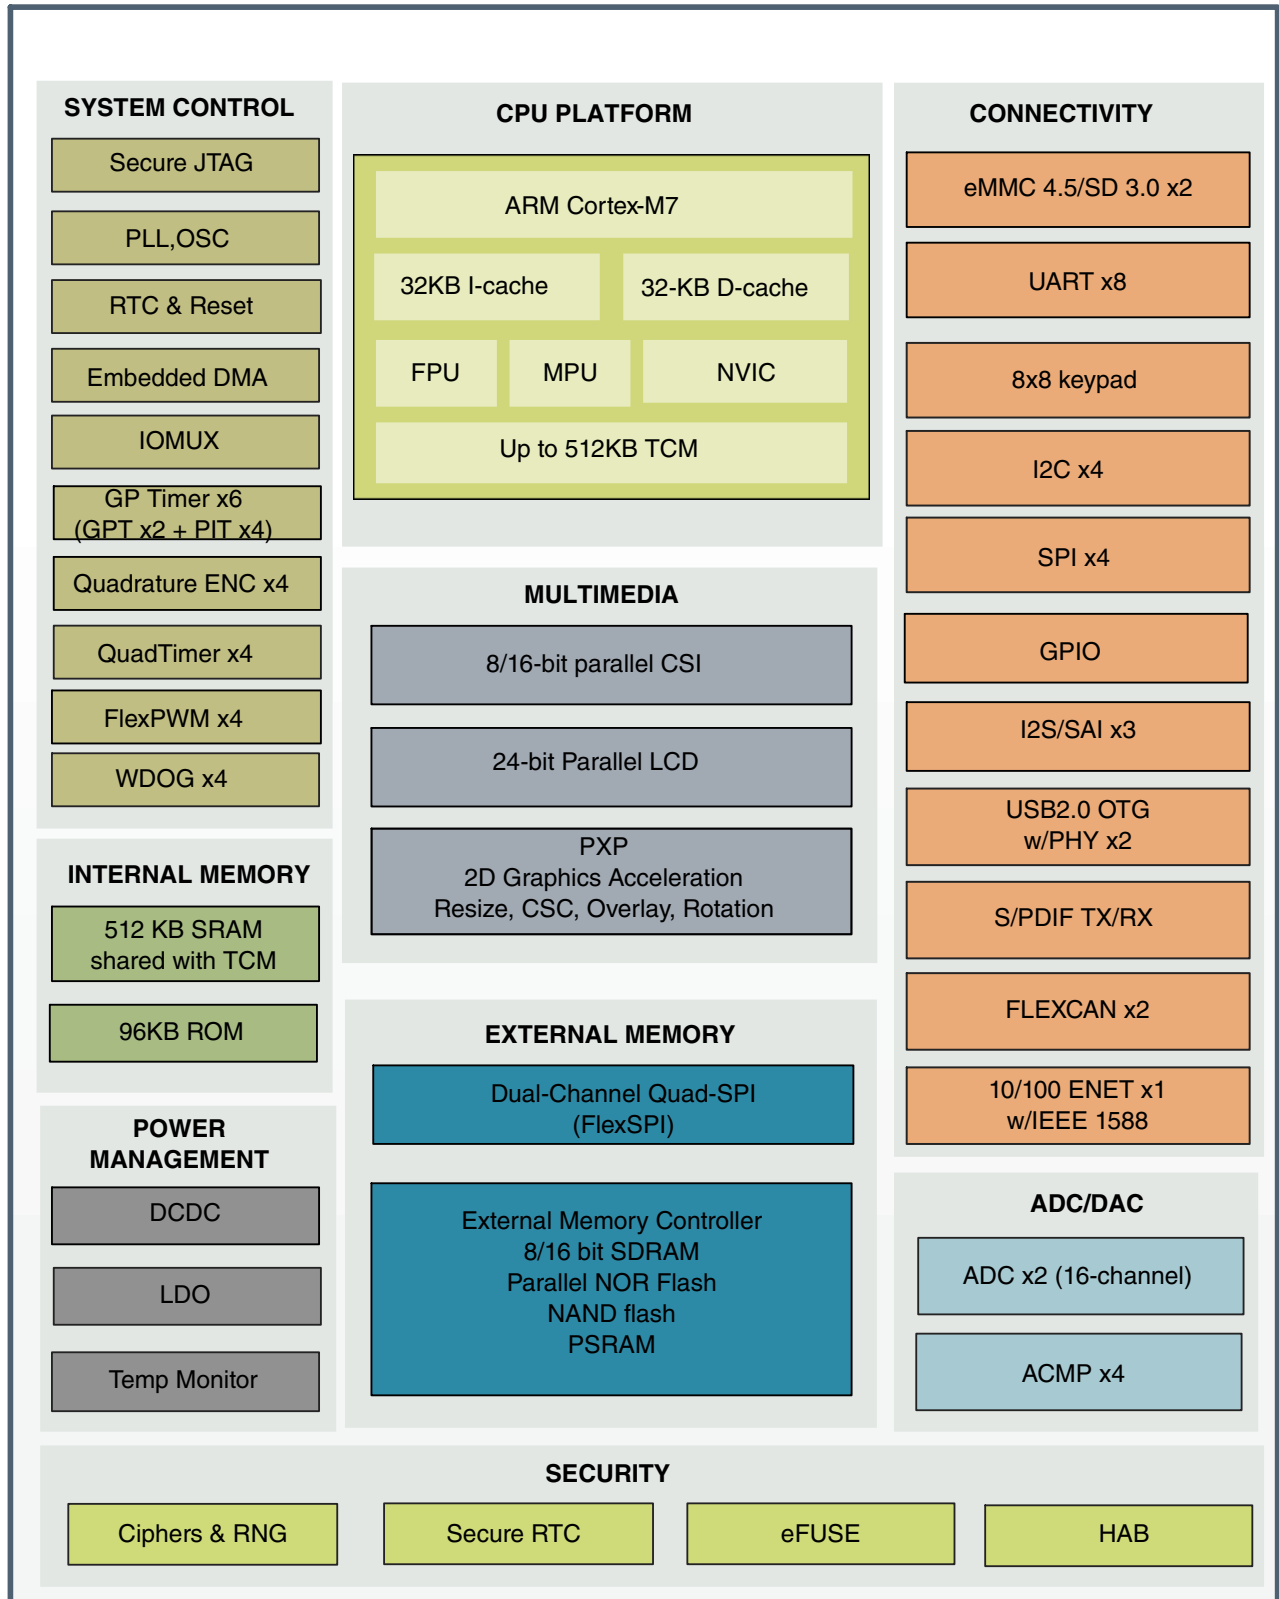 SYSTEM CONTROL
Secure JTAG
PLL,OSC
RTC & Reset
Embedded DMA
IOMUX
GP Timer x6
(GPT x2 + PIT x4)
Quadrature ENC x4
QuadTimer x4
FlexPWM x4
WDOG x4
INTERNAL MEMORY
512 KB SRAM
shared with TCM
96KB ROM
POWER
MANAGEMENT
DCDC
LDO
Temp Monitor
CPU PLATFORM
ARM Cortex-M7
32KB I-cache
32-KB D-cache
FPU
MPU
NVIC
Up to 512KB TCM
MULTIMEDIA
8/16-bit parallel CSI
24-bit Parallel LCD
PXP
2D Graphics Acceleration
Resize, CSC, Overlay, Rotation
EXTERNAL MEMORY
Dual-Channel Quad-SPI
(FlexSPI)
External Memory Controller
8/16 bit SDRAM
Parallel NOR Flash
NAND flash
PSRAM
CONNECTIVITY
eMMC 4.5/SD 3.0 x2
UART x8
8x8 keypad
I2C x4
SPI x4
GPIO
I2S/SAI x3
USB2.0 OTG
w/PHY x2
S/PDIF TX/RX
FLEXCAN x2
10/100 ENET x1
w/IEEE 1588
ADC/DAC
ADC x2 (16-channel)
ACMP x4
SECURITY
Ciphers & RNG
Secure RTC
eFUSE
HAB